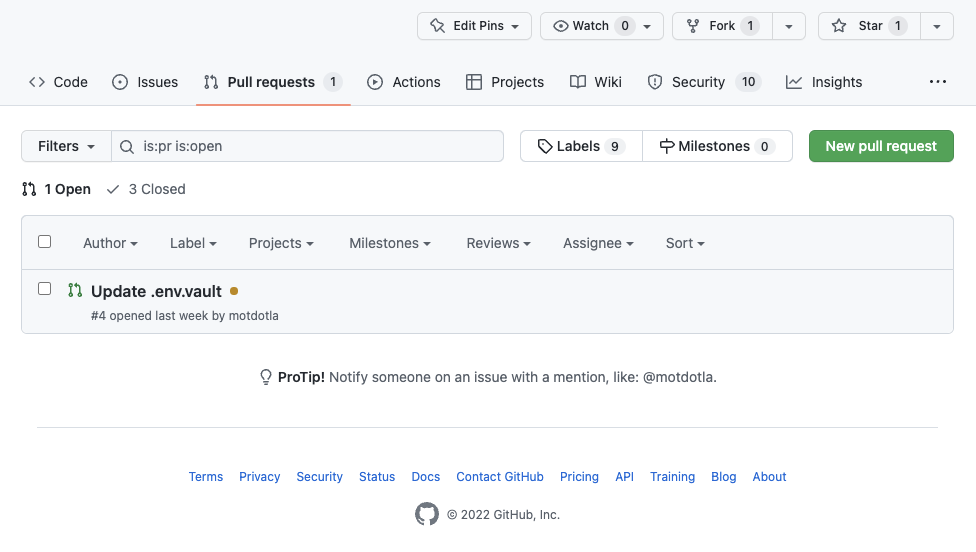 Edit Pins Watch 0 Fork 1 Star 1
Code Issues Pull requests 1 Actions Projects Wiki Security 10 Insights
Filters is:pr is:open Labels 9 Milestones 0 New pull request
1 Open 3 Closed
Author Label Projects Milestones Reviews Assignee Sort
Update .env.vault
#4 opened last week by motdotla
ProTip! Notify someone on an issue with a mention, like: @motdotla.
Terms Privacy Security Status Docs Contact GitHub Pricing API Training Blog About
© 2022 GitHub, Inc.